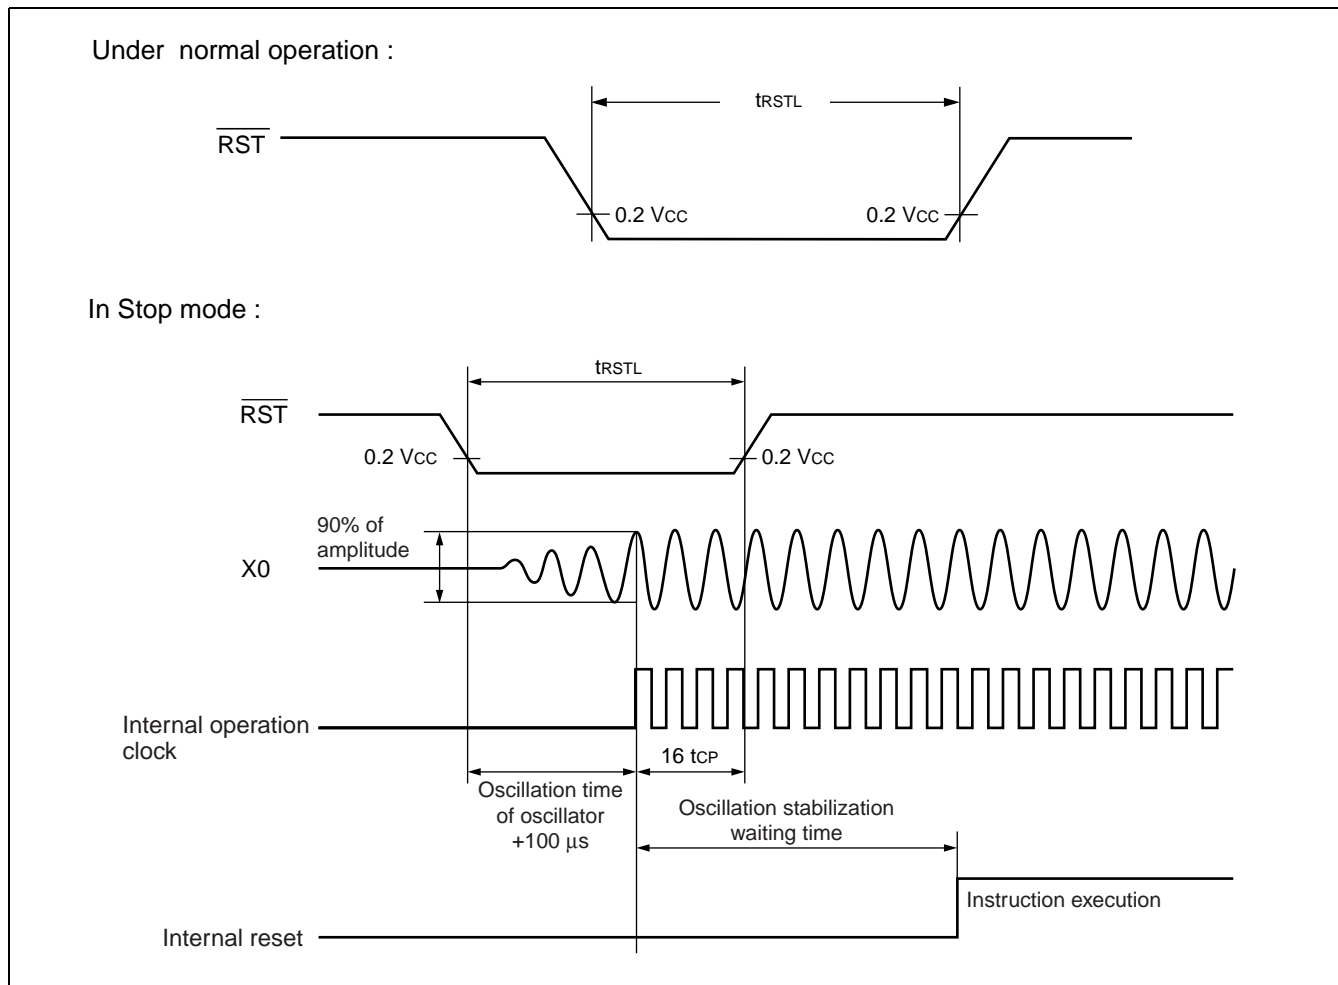 Under normal operation :
tRSTL
RST
0.2 VCC
0.2 VCC
In Stop mode :
tRSTL
RST
0.2 VCC
0.2 VCC
90% of
amplitude
X0
Internal operation
clock
16 tCP
Oscillation time
of oscillator
+100 μs
Oscillation stabilization
waiting time
Instruction execution
Internal reset